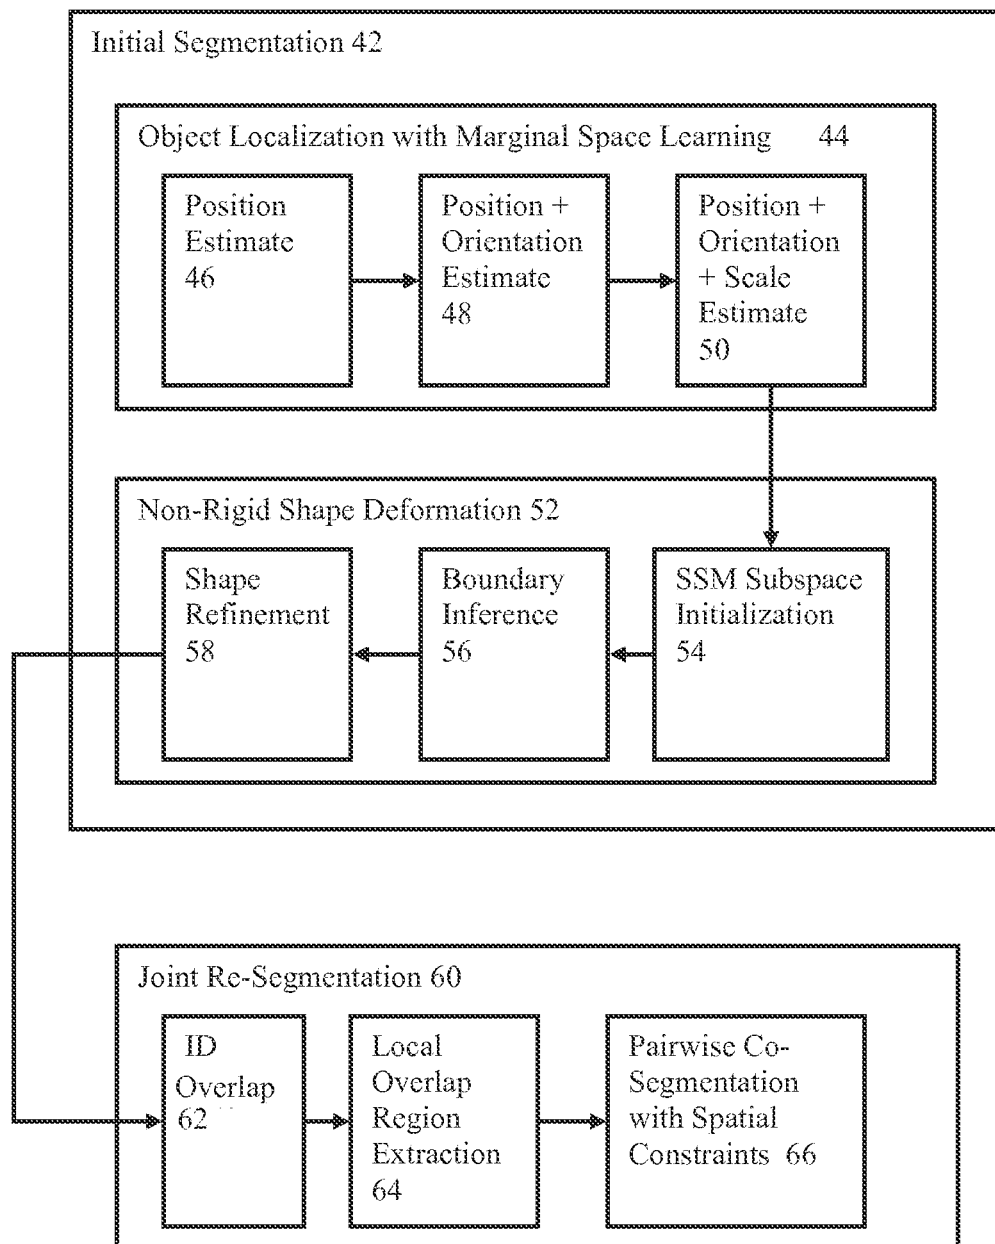 Initial Segmentation 42
Object Localization with Marginal Space Learning 44
Position
Estimate
46
Position +
Orientation
Estimate
48
Position +
Orientation
+ Scale
Estimate
50
Non-Rigid Shape Deformation 52
Shape
Refinement
58
Boundary
Inference
56
SSM Subspace
Initialization
54
Joint Re-Segmentation 60
ID
Overlap
62
Local
Overlap
Region
Extraction
64
Pairwise Co-
Segmentation
with Spatial
Constraints 66